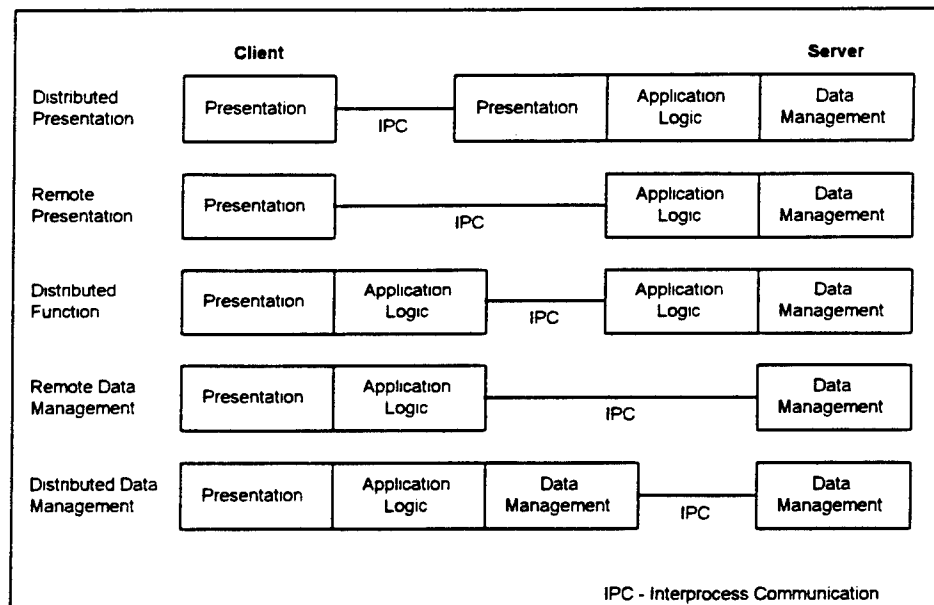 Client Server
Distributed
Presentation
Presentation
IPC
Presentation
Application
Logic
Data
Management
Remote
Presentation
Presentation
IPC
Application
Logic
Data
Management
Distributed
Function
Presentation
Application
Logic
IPC
Application
Logic
Data
Management
Remote Data
Management
Presentation
Application
Logic
IPC
Data
Management
Distributed Data
Management
Presentation
Application
Logic
Data
Management
IPC
Data
Management
IPC - Interprocess Communication